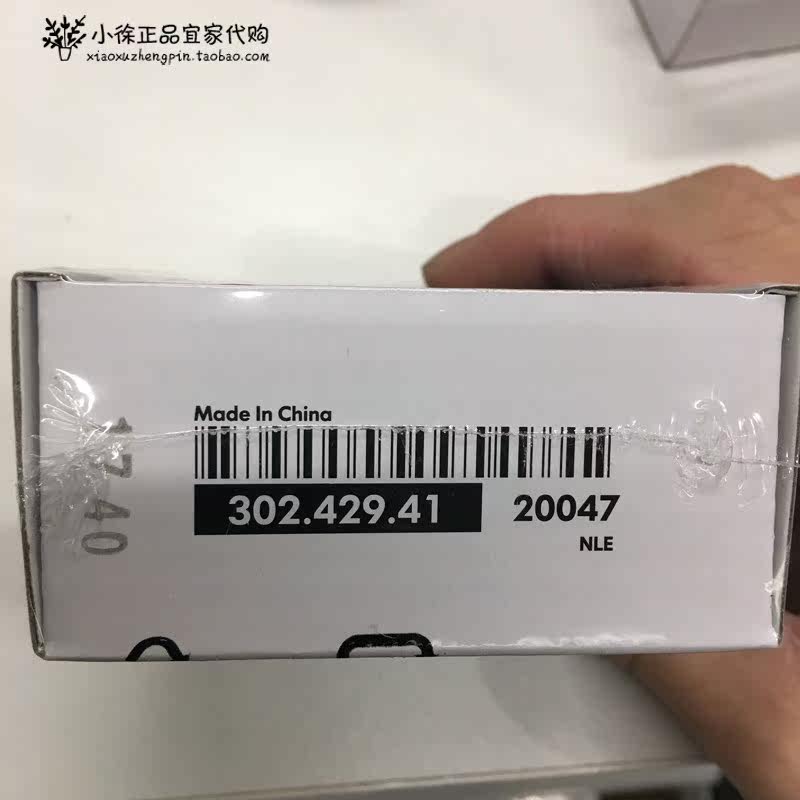 小徐正品宜家代购
xiaoxuzhengpin.taobao.com
Made In China
302.429.41
20047
NLE
1740